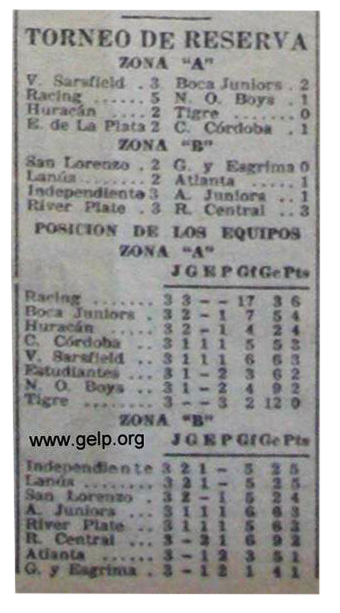 TORNEO DE RESERVA
ZONA "A"
V. Sarsfield . 3 Boca Juniors . 2
Racing ..... 5 N. O. Boys . 1
Huracán .... 2 Tigre ..... 0
E. de La Plata 2 C. Córdoba . 1
ZONA "B"
San Lorenzo . 2 G. y Esgrima 0
Lanús ..... 2 Atlanta ..... 1
Independiente 3 A. Juniors .. 1
River Plate . 3 R. Central .. 3
POSICION DE LOS EQUIPOS
ZONA "A"
J G E P Gf Gc Pts
Racing ....... 3 3 - - 17 3 6
Boca Juniors . 3 2 - 1 7 5 4
Huracán ..... 3 2 - 1 4 2 4
C. Córdoba .. 3 1 1 1 5 5 3
V. Sarsfield .. 3 1 1 1 6 6 3
Estudiantes ... 3 1 - 2 3 6 2
N. O. Boys ... 3 1 - 2 4 9 2
Tigre ........ 3 - - 3 2 12 0
ZONA "B"
www.gelp.org
J G E P Gf Gc Pts
Independiente 3 2 1 - 5 2 5
Lanús ....... 3 2 1 - 5 2 5
San Lorenzo . 3 2 - 1 5 2 4
A. Juniors ... 3 1 1 1 6 6 3
River Plate .. 3 1 1 1 5 6 3
R. Central ... 3 - 2 1 6 9 2
Atlanta ..... 3 - 1 2 3 5 1
G. y Esgrima . 3 - 1 2 1 4 1